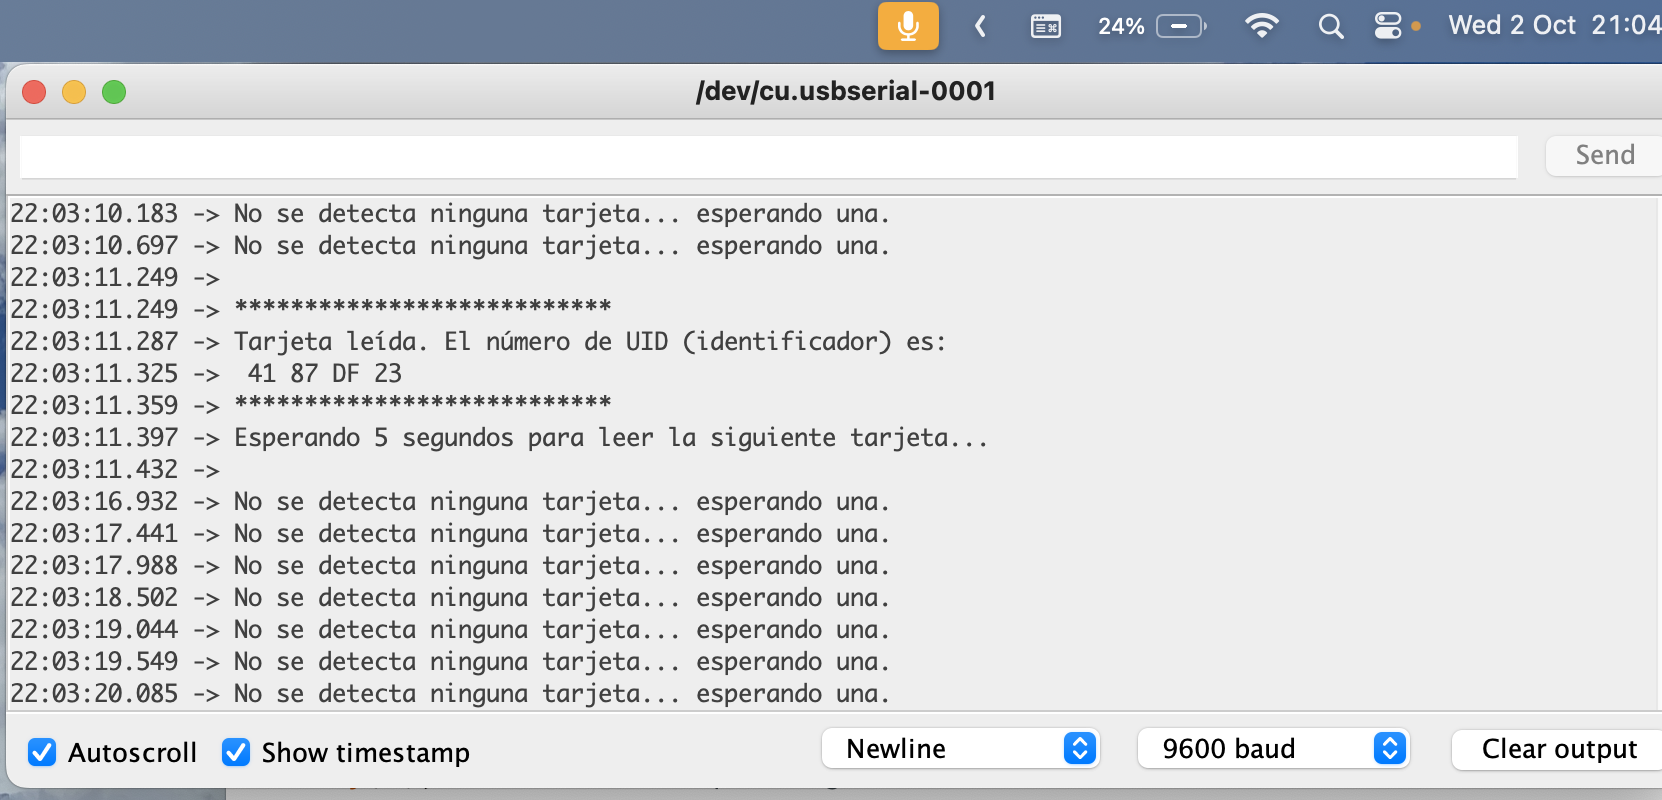 24% Wed 2 Oct 21:04
/dev/cu.usbserial-0001
Send
22:03:10.183 -> No se detecta ninguna tarjeta... esperando una.
22:03:10.697 -> No se detecta ninguna tarjeta... esperando una.
22:03:11.249 ->
22:03:11.249 -> ***************************
22:03:11.287 -> Tarjeta leída. El número de UID (identificador) es:
22:03:11.325 ->  41 87 DF 23
22:03:11.359 -> ***************************
22:03:11.397 -> Esperando 5 segundos para leer la siguiente tarjeta...
22:03:11.432 ->
22:03:16.932 -> No se detecta ninguna tarjeta... esperando una.
22:03:17.441 -> No se detecta ninguna tarjeta... esperando una.
22:03:17.988 -> No se detecta ninguna tarjeta... esperando una.
22:03:18.502 -> No se detecta ninguna tarjeta... esperando una.
22:03:19.044 -> No se detecta ninguna tarjeta... esperando una.
22:03:19.549 -> No se detecta ninguna tarjeta... esperando una.
22:03:20.085 -> No se detecta ninguna tarjeta... esperando una.
Autoscroll Show timestamp Newline 9600 baud Clear output